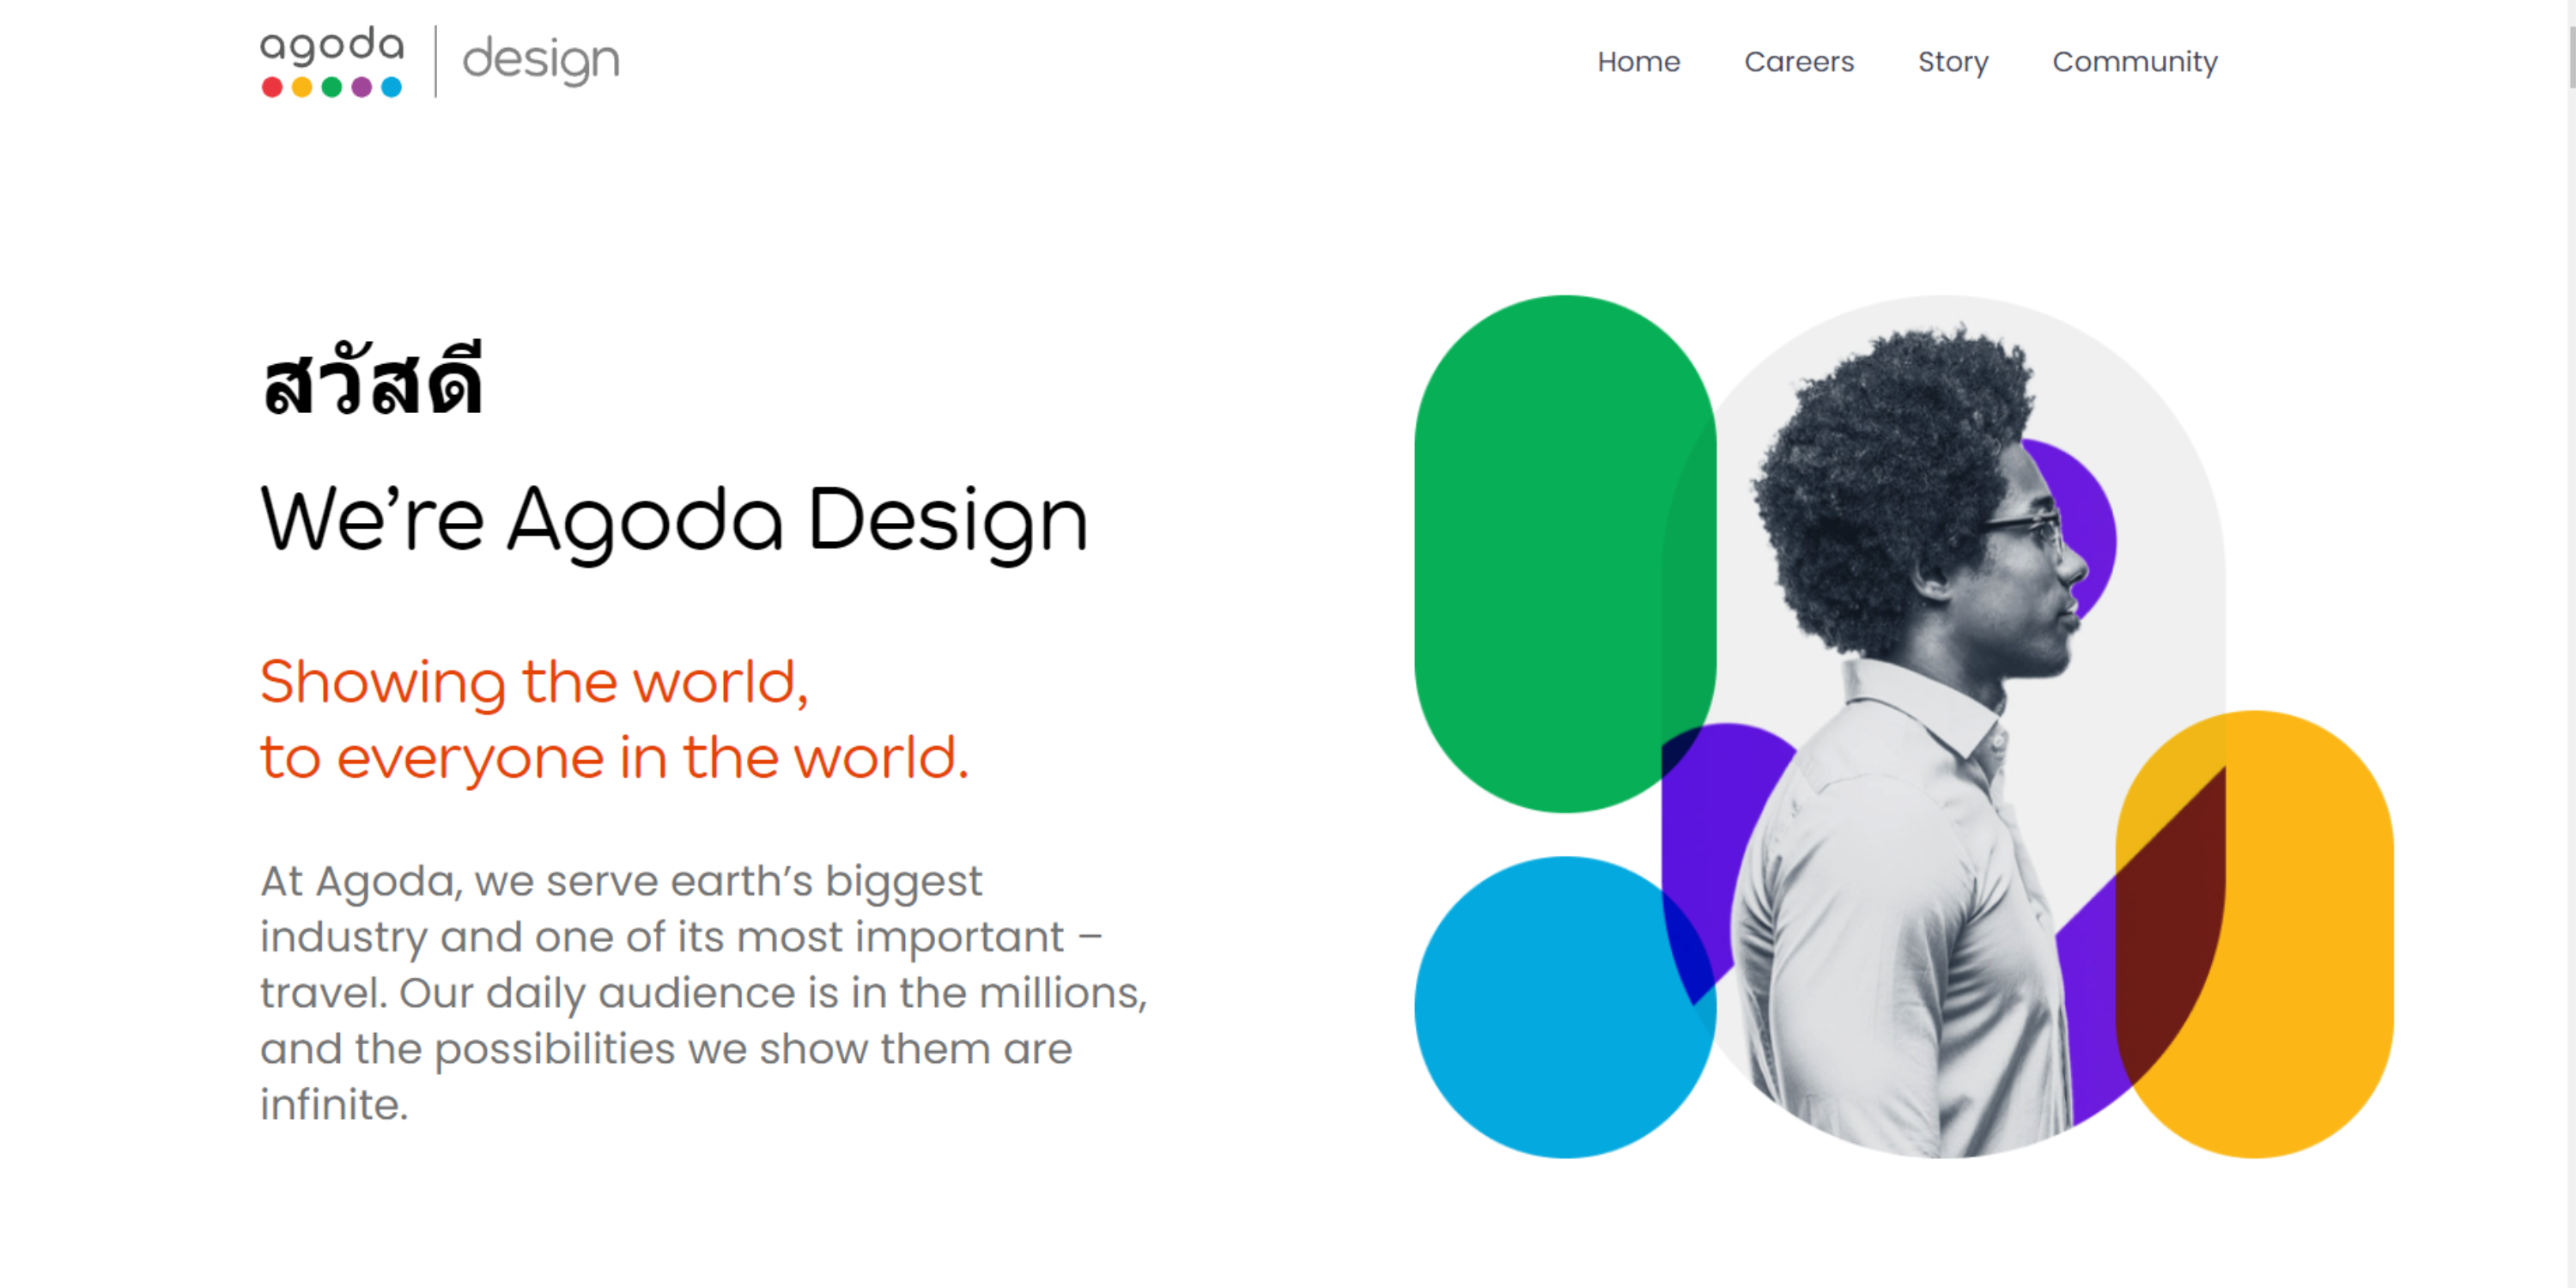 agoda
design
Home
Careers
Story
Community
สวัสดี
We’re Agoda Design
Showing the world,
to everyone in the world.
At Agoda, we serve earth’s biggest
industry and one of its most important –
travel. Our daily audience is in the millions,
and the possibilities we show them are
infinite.